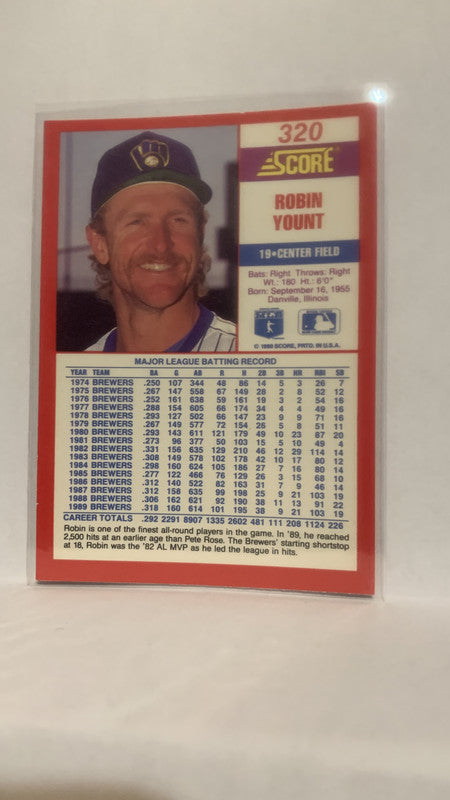 320
SCORE
ROBIN
YOUNT
19•CENTER FIELD
Bats: Right Throws: Right
Wt.: 180 Ht.: 6'0"
Born: September 16, 1955
Danville, Illinois
© 1990 SCORE, PRTD. IN U.S.A.
MAJOR LEAGUE BATTING RECORD
YEAR TEAM BA G AB R H 2B 3B HR RBI SB
1974 BREWERS .250 107 344 48 86 14 5 3 26 7
1975 BREWERS .267 147 558 67 149 28 2 8 52 12
1976 BREWERS .252 161 638 59 161 19 3 2 54 16
1977 BREWERS .288 154 605 66 174 34 4 4 49 16
1978 BREWERS .293 127 502 66 147 23 9 9 71 16
1979 BREWERS .267 149 577 72 154 26 5 8 51 11
1980 BREWERS .293 143 611 121 179 49 10 23 87 20
1981 BREWERS .273 96 377 50 103 15 5 10 49 4
1982 BREWERS .331 156 635 129 210 46 12 29 114 14
1983 BREWERS .308 149 578 102 178 42 10 17 80 12
1984 BREWERS .298 160 624 105 186 27 7 16 80 14
1985 BREWERS .277 122 466 76 129 26 3 15 68 10
1986 BREWERS .312 140 522 82 163 31 7 9 46 14
1987 BREWERS .312 158 635 99 198 25 9 21 103 19
1988 BREWERS .306 162 621 92 190 38 11 13 91 22
1989 BREWERS .318 160 614 101 195 38 9 21 103 19
CAREER TOTALS .292 2291 8907 1335 2602 481 111 208 1124 226
Robin is one of the finest all-round players in the game. In '89, he reached
2,500 hits at an earlier age than Pete Rose. The Brewers' starting shortstop
at 18, Robin was the '82 AL MVP as he led the league in hits.